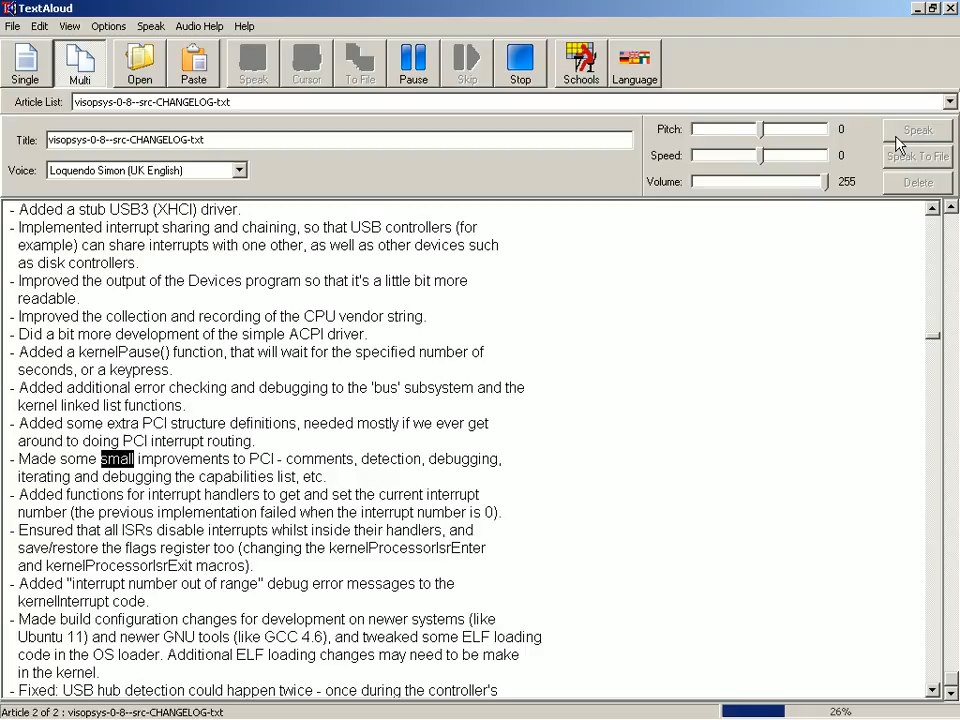 TextAloud
File Edit View Options Speak Audio Help Help
Single Multi Open Paste Speak Cursor To File Pause Skip Stop Schools Language
Article List: visopsys-0-8--src-CHANGELOG-txt
Title: visopsys-0-8--src-CHANGELOG-txt
Voice: Loquendo Simon (UK English)
Pitch: 0 Speak
Speed: 0 Speak To File
Volume: 255 Delete
- Added a stub USB3 (XHCI) driver.
- Implemented interrupt sharing and chaining, so that USB controllers (for
example) can share interrupts with one other, as well as other devices such
as disk controllers.
- Improved the output of the Devices program so that it's a little bit more
readable.
- Improved the collection and recording of the CPU vendor string.
- Did a bit more development of the simple ACPI driver.
- Added a kernelPause() function, that will wait for the specified number of
seconds, or a keypress.
- Added additional error checking and debugging to the 'bus' subsystem and the
kernel linked list functions.
- Added some extra PCI structure definitions, needed mostly if we ever get
around to doing PCI interrupt routing.
- Made some small improvements to PCI - comments, detection, debugging,
iterating and debugging the capabilities list, etc.
- Added functions for interrupt handlers to get and set the current interrupt
number (the previous implementation failed when the interrupt number is 0).
- Ensured that all ISRs disable interrupts whilst inside their handlers, and
save/restore the flags register too (changing the kernelProcessorIsrEnter
and kernelProcessorIsrExit macros).
- Added "interrupt number out of range" debug error messages to the
kernelInterrupt code.
- Made build configuration changes for development on newer systems (like
Ubuntu 11) and newer GNU tools (like GCC 4.6), and tweaked some ELF loading
code in the OS loader. Additional ELF loading changes may need to be make
in the kernel.
- Fixed: USB hub detection could happen twice - once during the controller's
Article 2 of 2 : visopsys-0-8--src-CHANGELOG-txt 26%